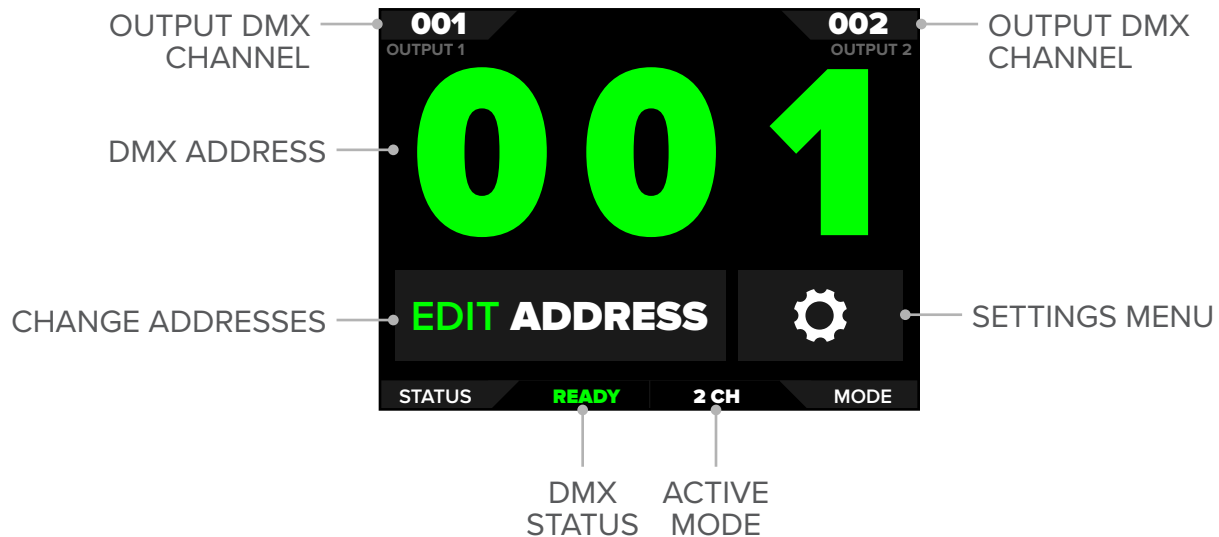 OUTPUT DMX
CHANNEL
001
OUTPUT 1
002
OUTPUT 2
OUTPUT DMX
CHANNEL
DMX ADDRESS
001
CHANGE ADDRESSES
EDIT ADDRESS
SETTINGS MENU
STATUS
READY
2 CH
MODE
DMX
STATUS
ACTIVE
MODE